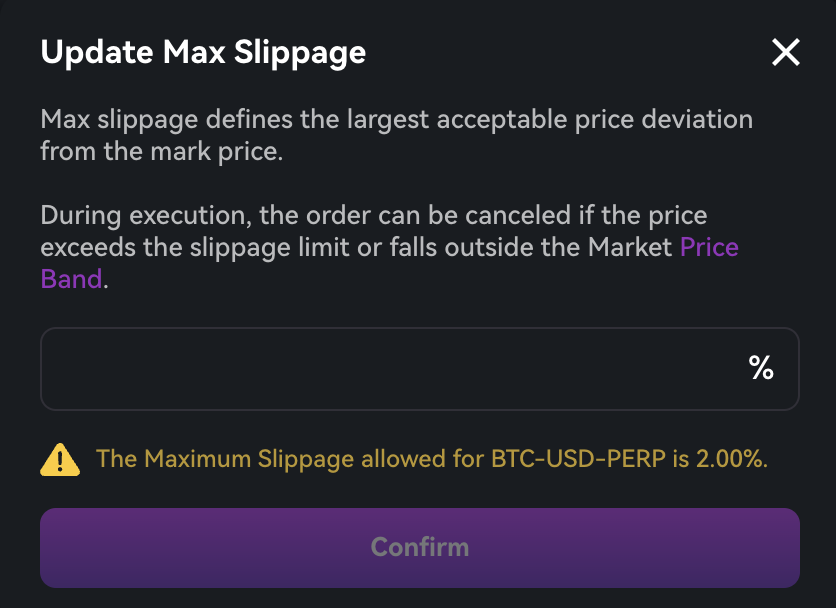 Update Max Slippage
Max slippage defines the largest acceptable price deviation
from the mark price.
During execution, the order can be canceled if the price
exceeds the slippage limit or falls outside the Market Price
Band.
%
The Maximum Slippage allowed for BTC-USD-PERP is 2.00%.
Confirm